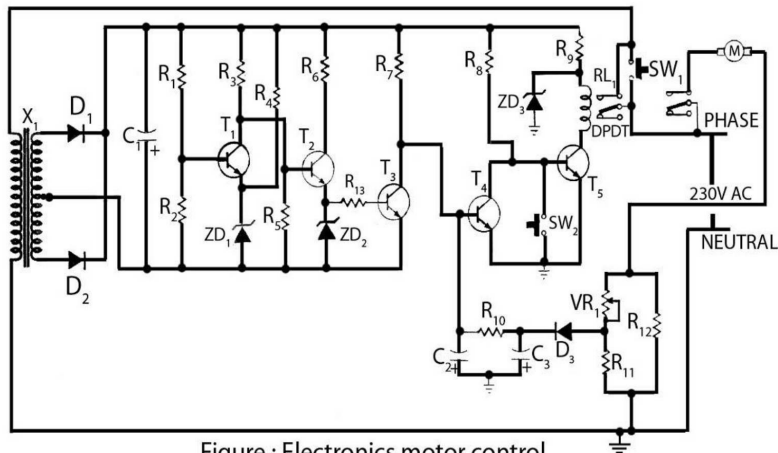 X1
D1
D2
C1
+
R1
R2
R3
T1
R4
ZD1
R5
R6
T2
ZD2
R13
R7
T3
R8
T4
SW2
R9
ZD3
RL1
DPDT
T5
SW1
M
PHASE
230V AC
NEUTRAL
C2
+
R10
C3
+
D3
VR1
R11
R12
Figure : Electronics motor control